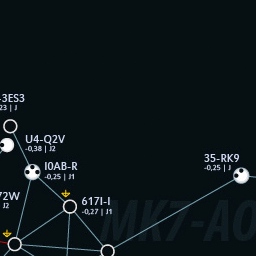 -3ES3
23 | J
U4-Q2V
-0,38 | J2
I0AB-R
-0,25 | J1
35-RK9
-0,25 | J
72W
J2
617I-I
-0,27 | J1
MK7-AO